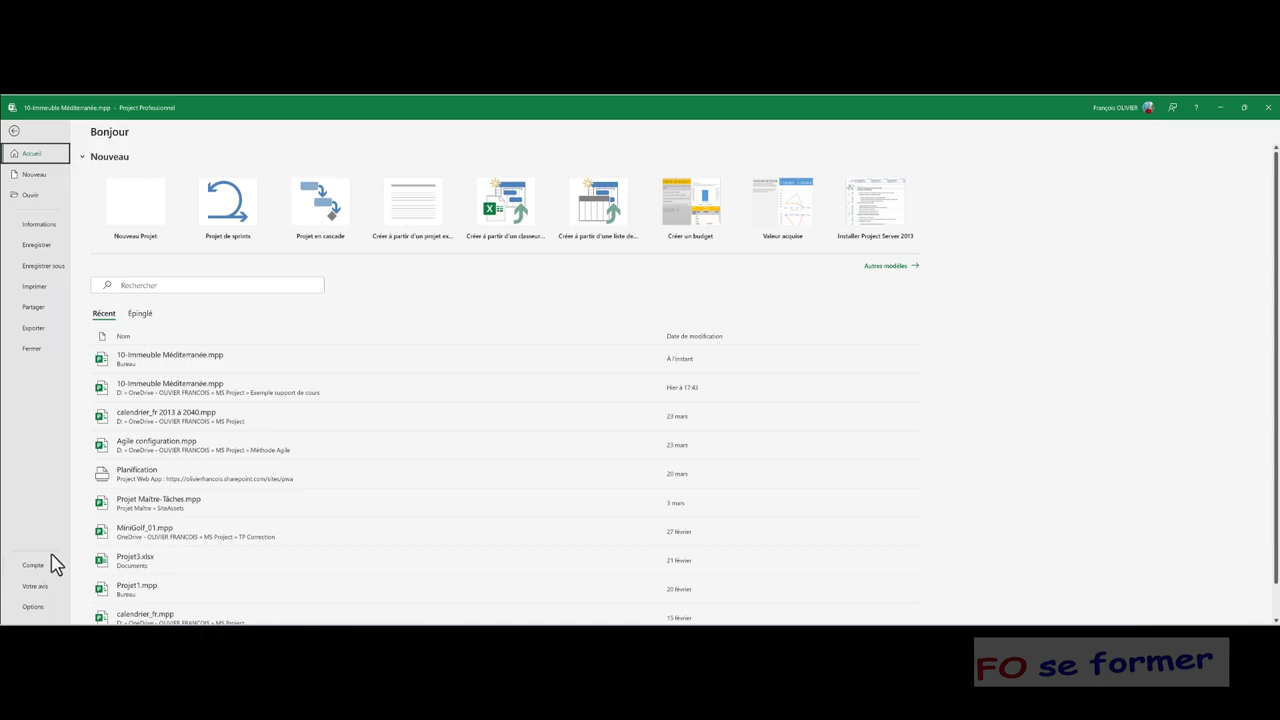 10-Immeuble Méditerranée.mpp - Project Professionnel
François OLIVIER
?
Bonjour
Accueil
Nouveau
Ouvrir
Informations
Enregistrer
Enregistrer sous
Imprimer
Partager
Exporter
Fermer
Compte
Votre avis
Options
Nouveau
Nouveau Projet
Projet de sprints
Projet en cascade
Créer à partir d'un projet ex...
Créer à partir d'un classeur...
Créer à partir d'une liste de...
Créer un budget
Valeur acquise
Installer Project Server 2013
Autres modèles
Rechercher
Récent Épinglé
Nom Date de modification
10-Immeuble Méditerranée.mpp À l'instant
Bureau
10-Immeuble Méditerranée.mpp Hier à 17:43
D: » OneDrive - OLIVIER FRANCOIS » MS Project » Exemple support de cours
calendrier_fr 2013 à 2040.mpp 23 mars
D: » OneDrive - OLIVIER FRANCOIS » MS Project
Agile configuration.mpp 23 mars
D: » OneDrive - OLIVIER FRANCOIS » MS Project » Méthode Agile
Planification 20 mars
Project Web App : https://olivierfrancois.sharepoint.com/sites/pwa
Projet Maître-Tâches.mpp 3 mars
Projet Maître » SiteAssets
MiniGolf_01.mpp 27 février
OneDrive - OLIVIER FRANCOIS » MS Project » TP Correction
Projet3.xlsx 21 février
Documents
Projet1.mpp 20 février
Bureau
calendrier_fr.mpp 15 février
D: » OneDrive - OLIVIER FRANCOIS » MS Project
FO se former